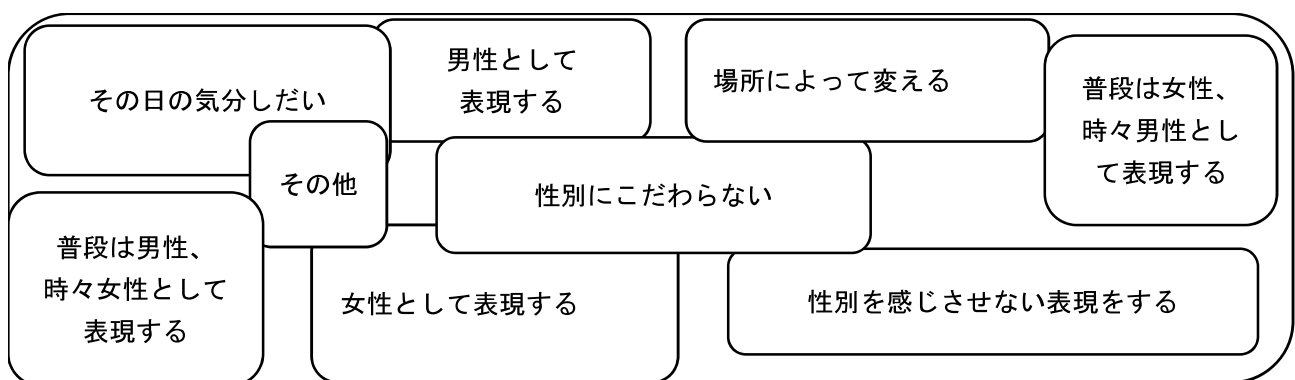 その日の気分しだい
男性として
表現する
場所によって変える
普段は女性、
時々男性とし
て表現する
その他
性別にこだわらない
普段は男性、
時々女性として
表現する
女性として表現する
性別を感じさせない表現をする